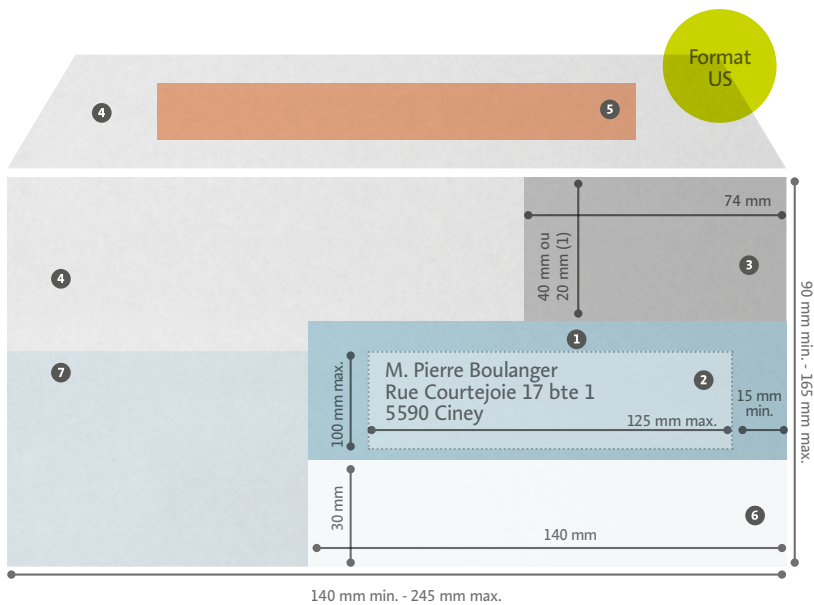 Format
US
4
5
74 mm
40 mm ou
20 mm (1)
3
4
1
7
M. Pierre Boulanger
Rue Courtejoie 17 bte 1
5590 Ciney
2
100 mm max.
125 mm max.
15 mm
min.
90 mm min. - 165 mm max.
30 mm
6
140 mm
140 mm min. - 245 mm max.